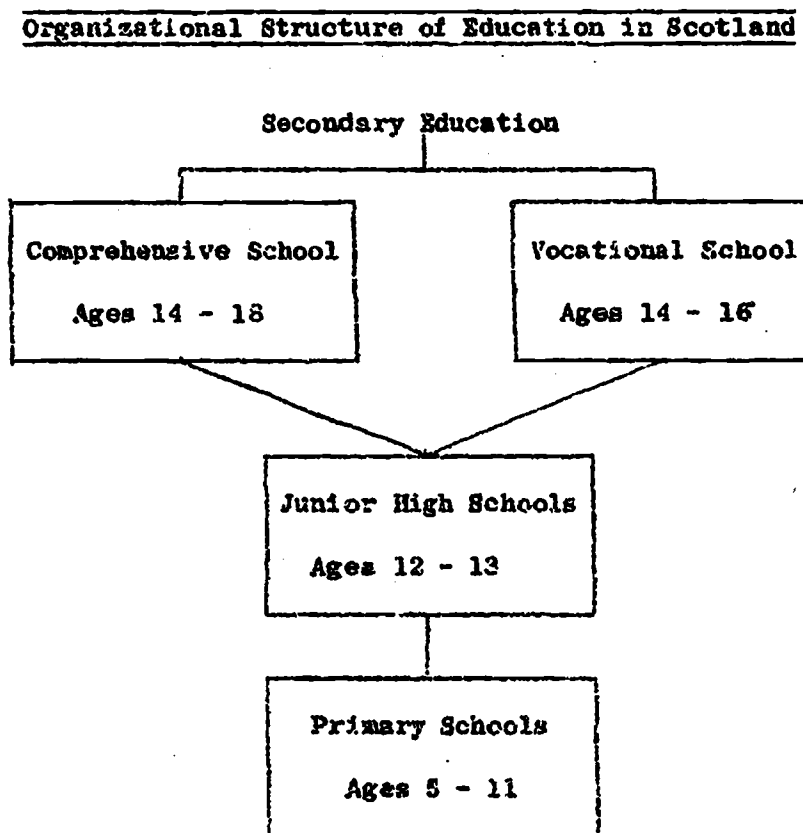 Organizational Structure of Education in Scotland
Secondary Education
Comprehensive School
Ages 14 - 18
Vocational School
Ages 14 - 16
Junior High Schools
Ages 12 - 13
Primary Schools
Ages 5 - 11